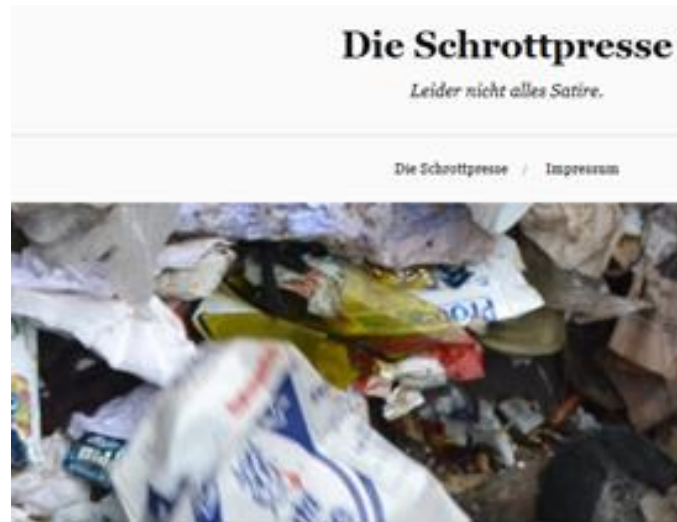 Die Schrottpresse
Leider nicht alles Satire.
Die Schrottpresse / Impressum